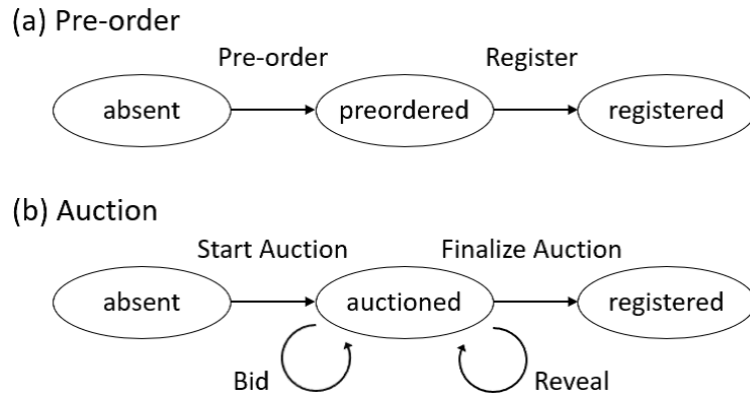 (a) Pre-order
Pre-order Register
absent preordered registered
(b) Auction
Start Auction Finalize Auction
absent auctioned registered
Bid Reveal